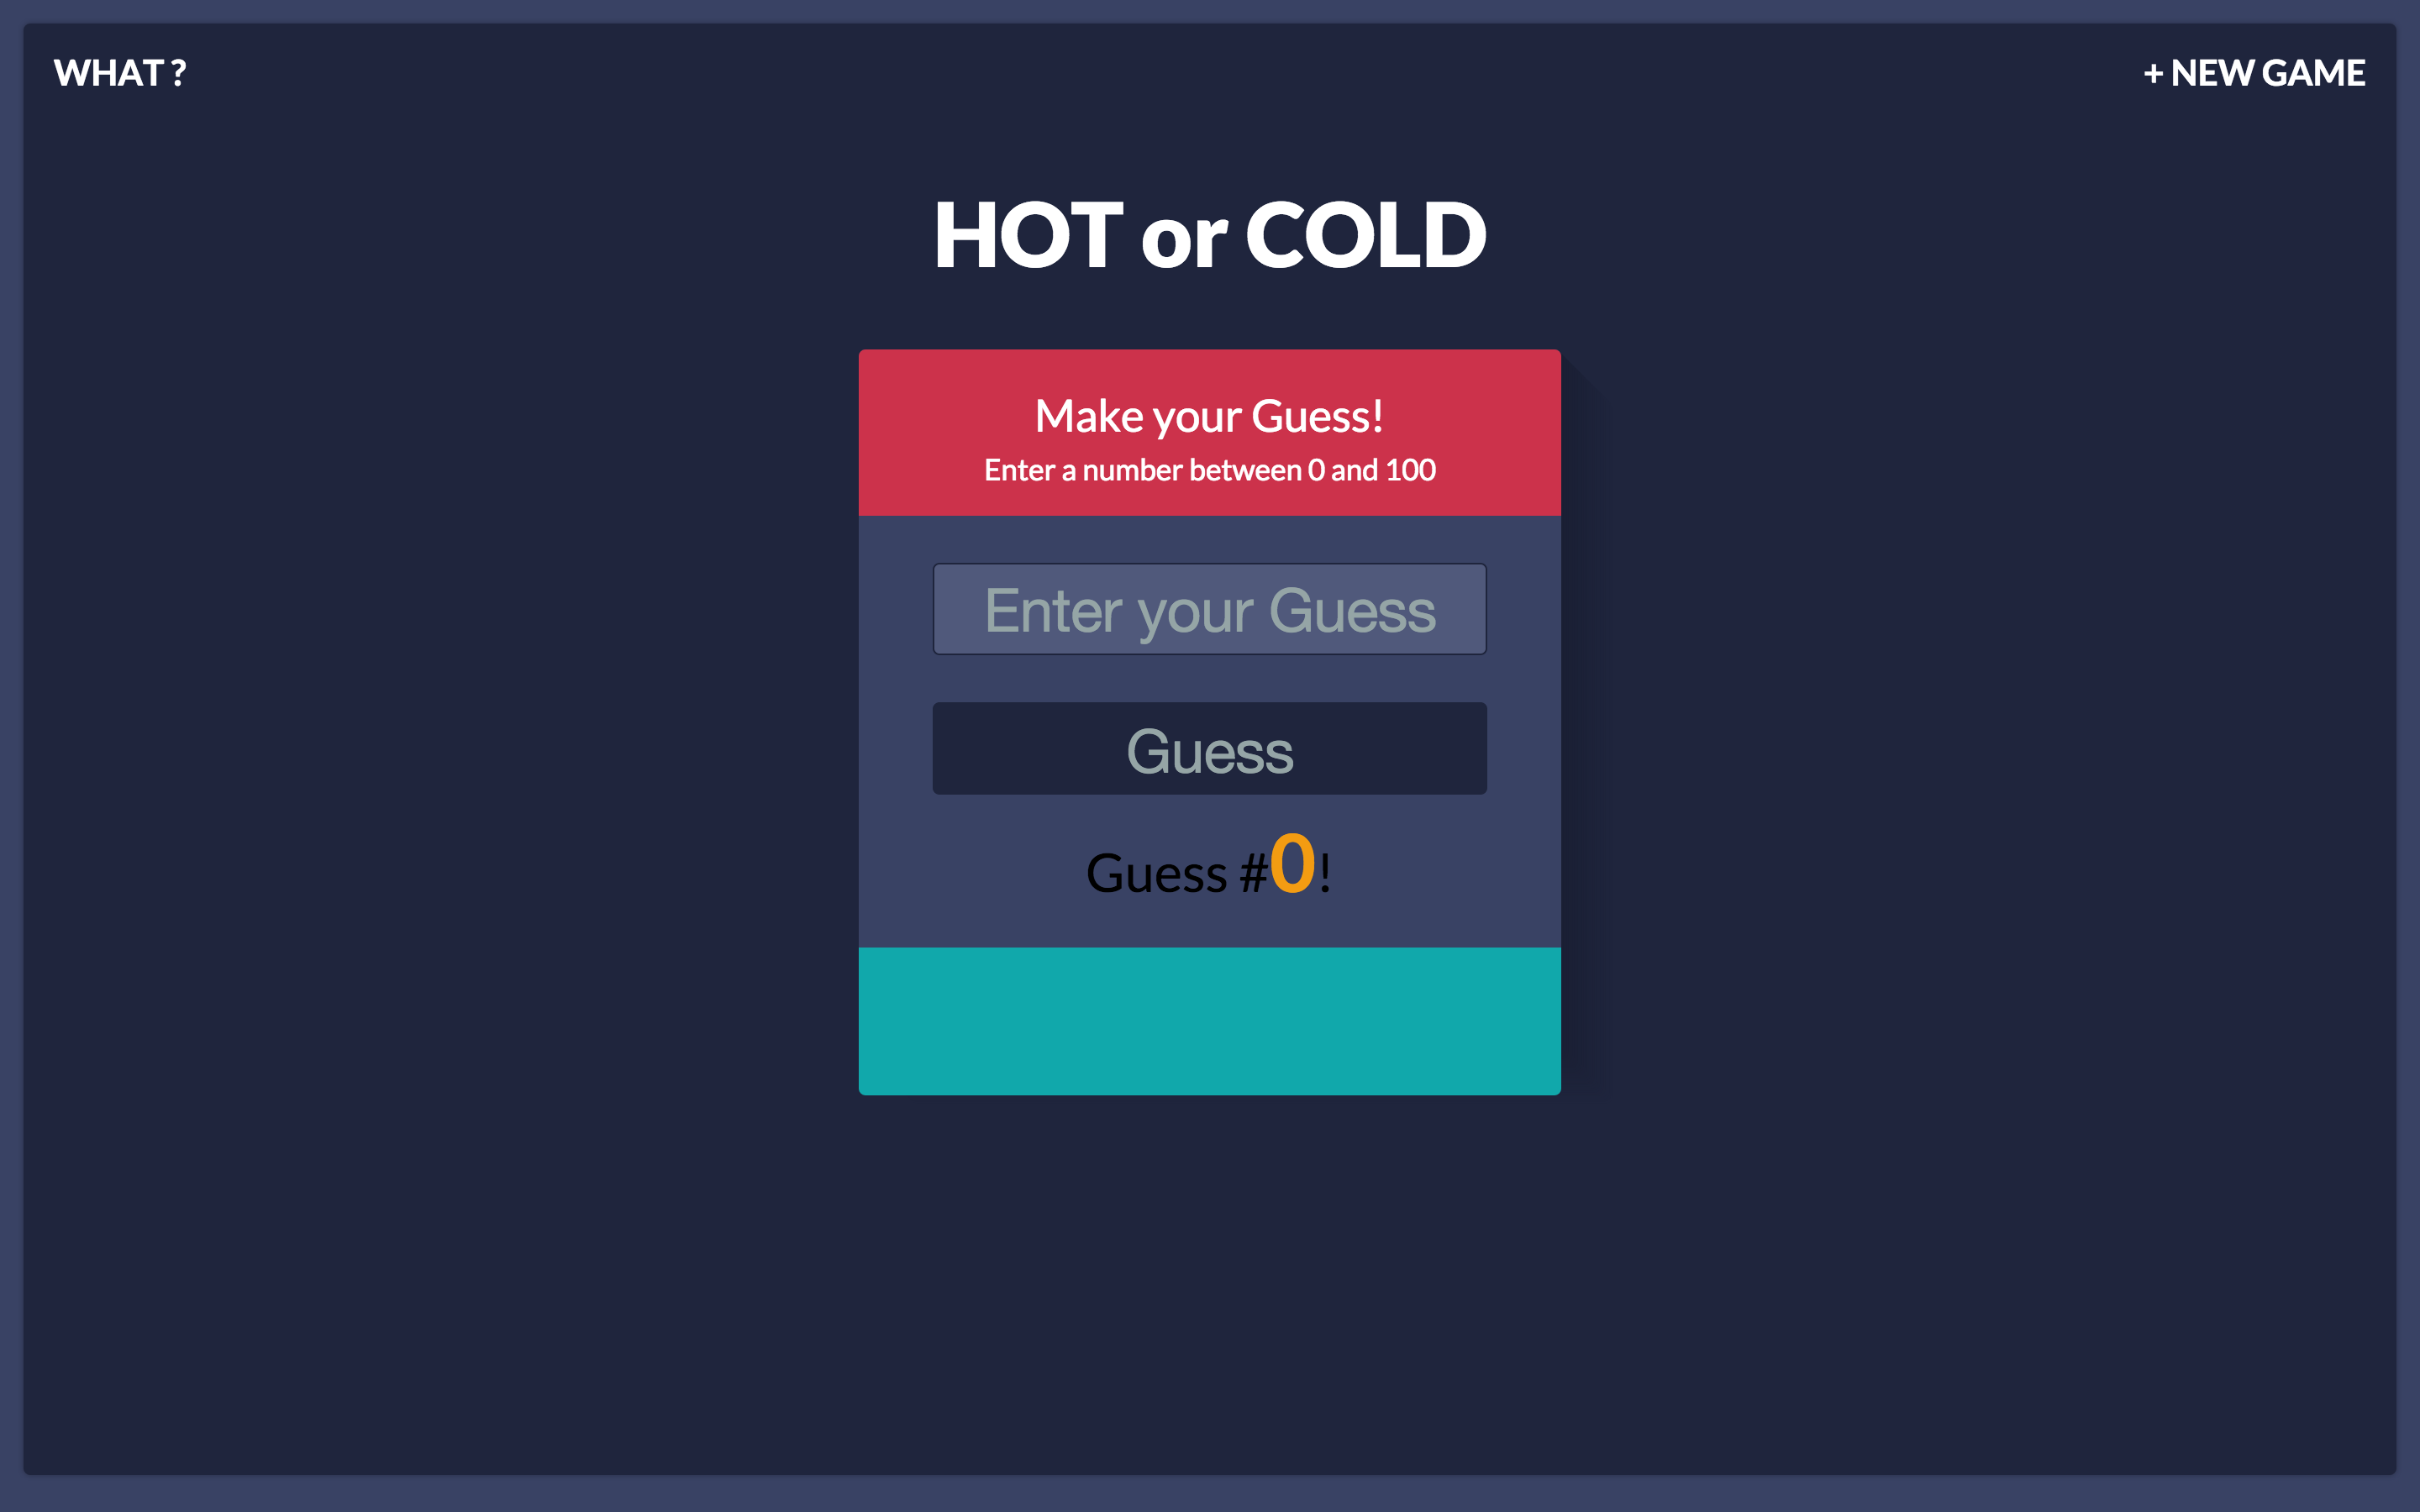 WHAT ?
+ NEW GAME
HOT or COLD
Make your Guess!
Enter a number between 0 and 100
Enter your Guess
Guess
Guess #0!